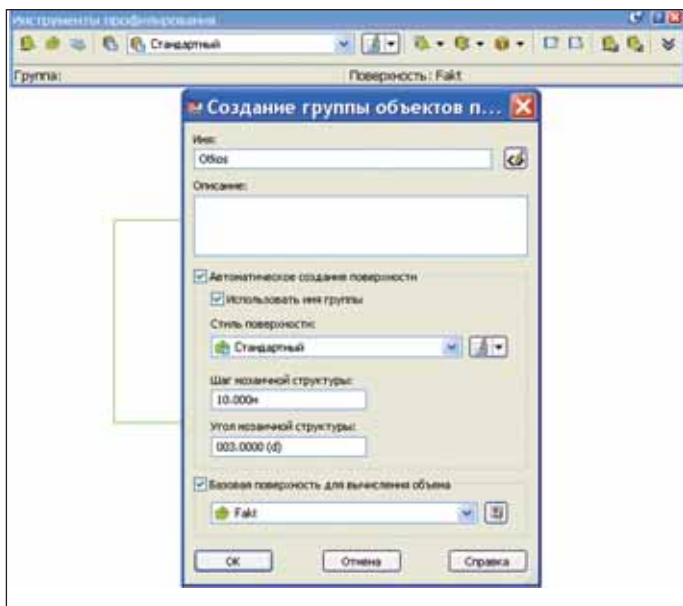 Инструменты профилирования
Стандартный
Группа:
Поверхность: Fakt
Создание группы объектов п...
Имя:
Otkos
Описание:
Автоматическое создание поверхности
Использовать имя группы
Стиль поверхности:
Стандартный
Шаг мозаичной структуры:
10.000м
Угол мозаичной структуры:
003.0000 (d)
Базовая поверхность для вычисления объема
Fakt
OK
Отмена
Справка